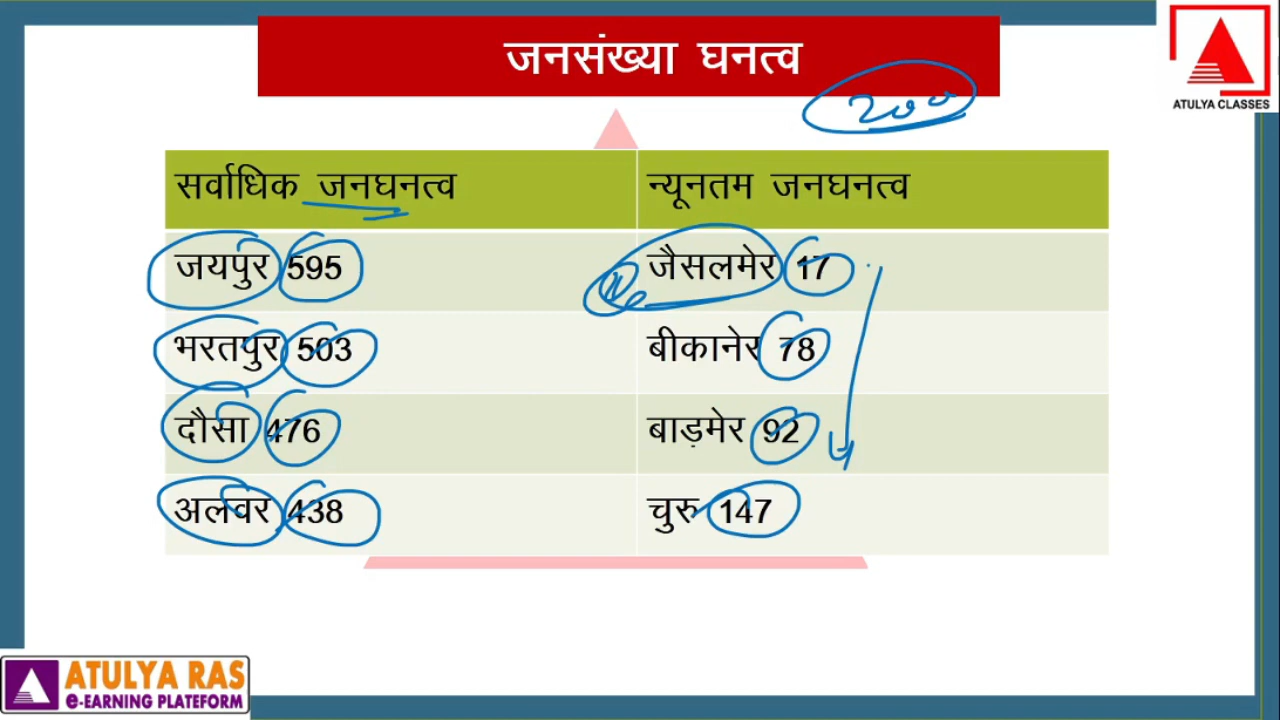 जनसंख्या घनत्व
ATULYA CLASSES
200
सर्वाधिक जनघनत्व न्यूनतम जनघनत्व
जयपुर 595 जैसलमेर 17
भरतपुर 503 बीकानेर 78
दौसा 476 बाड़मेर 92
अलवर 438 चुरु 147
ATULYA RAS
e-EARNING PLATEFORM